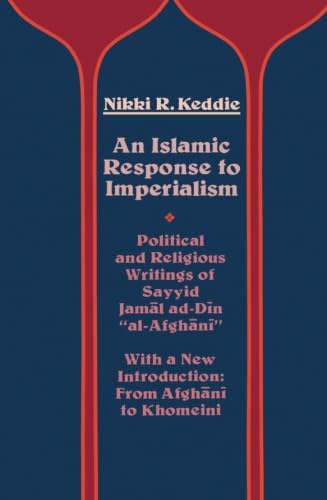 Nikki R. Keddie
An Islamic
Response to
Imperialism
Political
and Religious
Writings of
Sayyid
Jamāl ad-Dīn
“al-Afghānī”
With a New
Introduction:
From Afghānī
to Khomeini